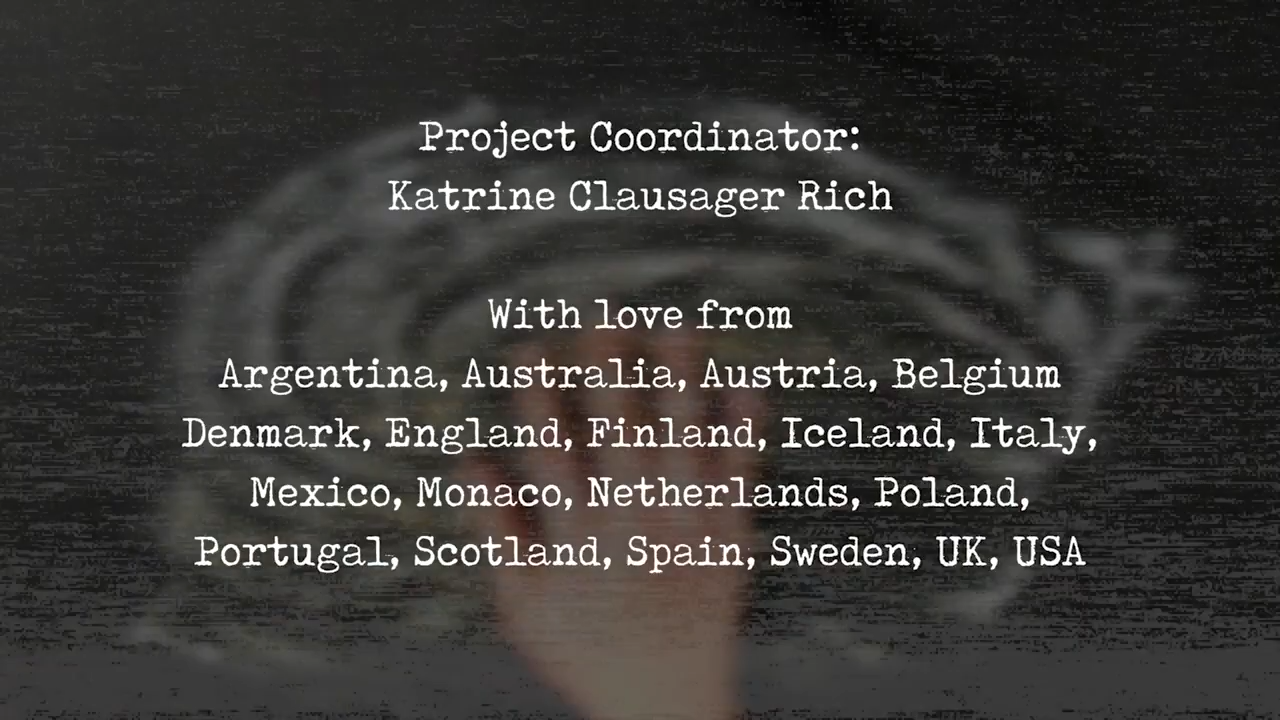 Project Coordinator:
Katrine Clausager Rich
With love from
Argentina, Australia, Austria, Belgium
Denmark, England, Finland, Iceland, Italy,
Mexico, Monaco, Netherlands, Poland,
Portugal, Scotland, Spain, Sweden, UK, USA